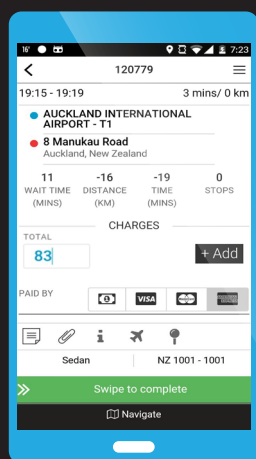 16° 7:23
120779
19:15 - 19:19 3 mins/ 0 km
AUCKLAND INTERNATIONAL
AIRPORT - T1
8 Manukau Road
Auckland, New Zealand
11 -16 -19 0
WAIT TIME DISTANCE TIME STOPS
(MINS) (KM) (MINS)
CHARGES
TOTAL
83 + Add
PAID BY VISA
Sedan NZ 1001 - 1001
Swipe to complete
Navigate